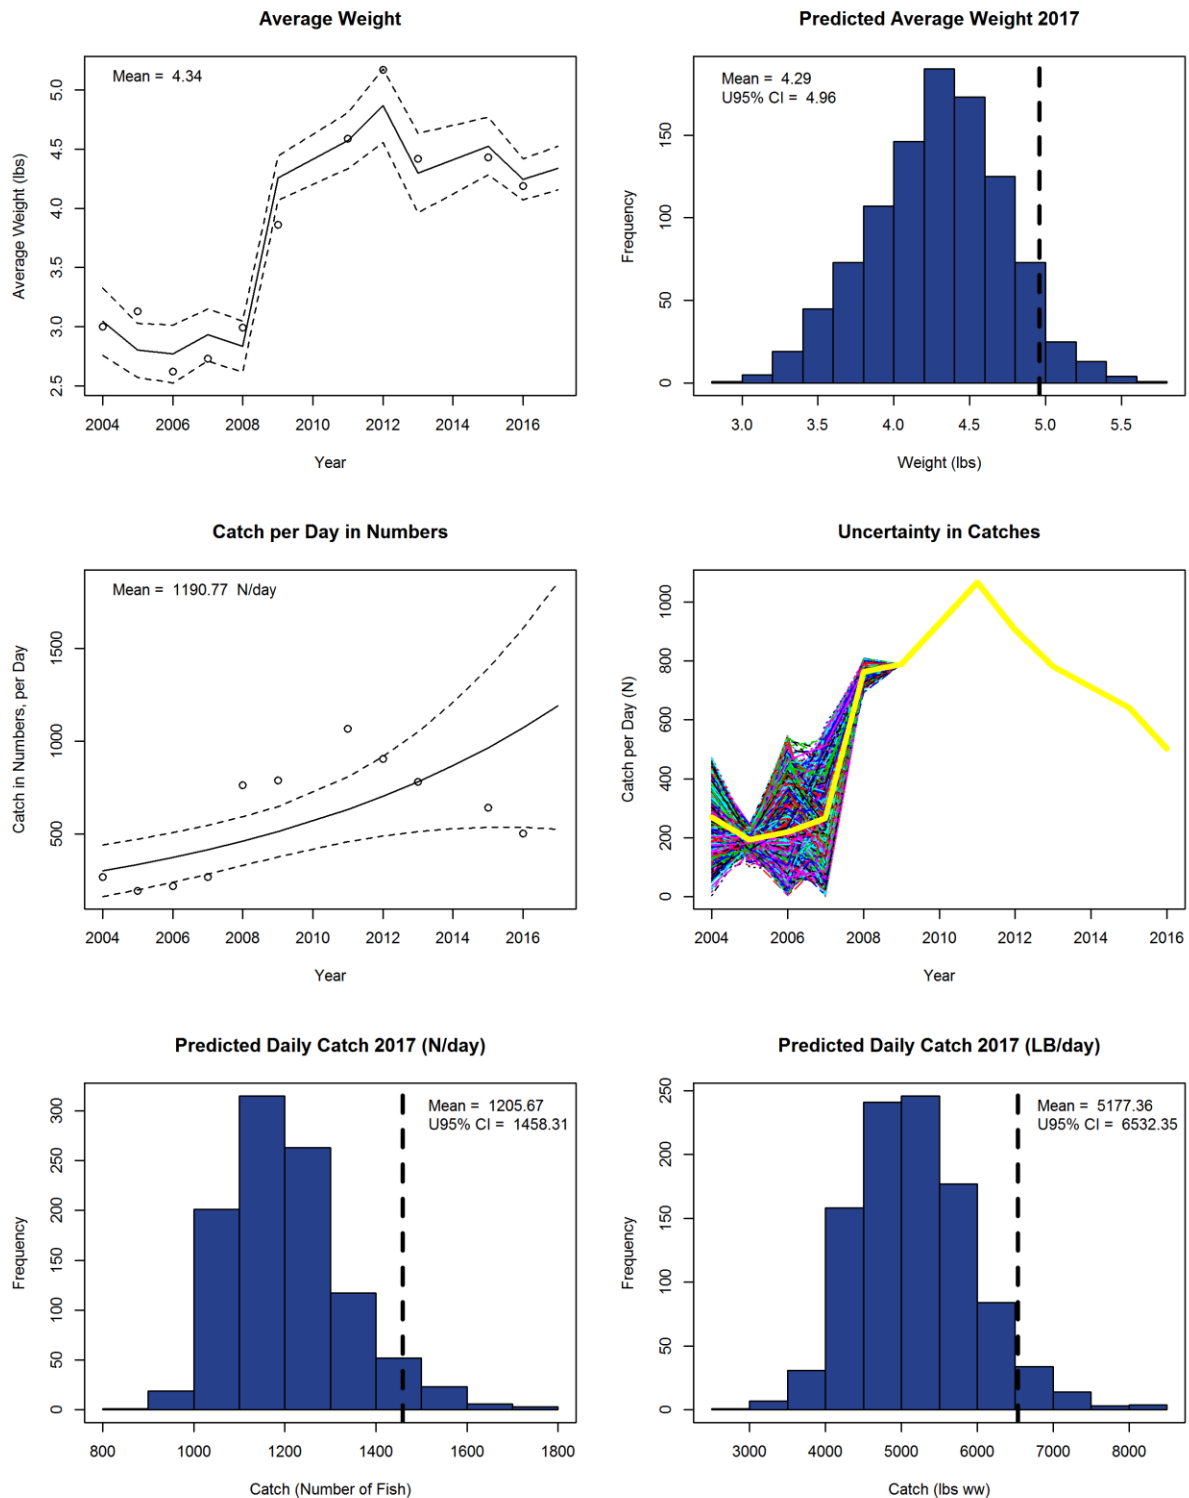 Average Weight
Mean =  4.34
Average Weight (lbs)
5.0
4.5
4.0
3.5
3.0
2.5
2004 2006 2008 2010 2012 2014 2016
Year
Predicted Average Weight 2017
Mean =  4.29
U95% CI =  4.96
Frequency
150
100
50
0
3.0 3.5 4.0 4.5 5.0 5.5
Weight (lbs)
Catch per Day in Numbers
Mean =  1190.77  N/day
Catch in Numbers, per Day
1500
1000
500
2004 2006 2008 2010 2012 2014 2016
Year
Uncertainty in Catches
Catch per Day (N)
1000
800
600
400
200
0
2004 2006 2008 2010 2012 2014 2016
Year
Predicted Daily Catch 2017 (N/day)
Mean =  1205.67
U95% CI =  1458.31
Frequency
300
250
200
150
100
50
0
800 1000 1200 1400 1600 1800
Catch (Number of Fish)
Predicted Daily Catch 2017 (LB/day)
Mean =  5177.36
U95% CI =  6532.35
Frequency
250
200
150
100
50
0
3000 4000 5000 6000 7000 8000
Catch (lbs ww)